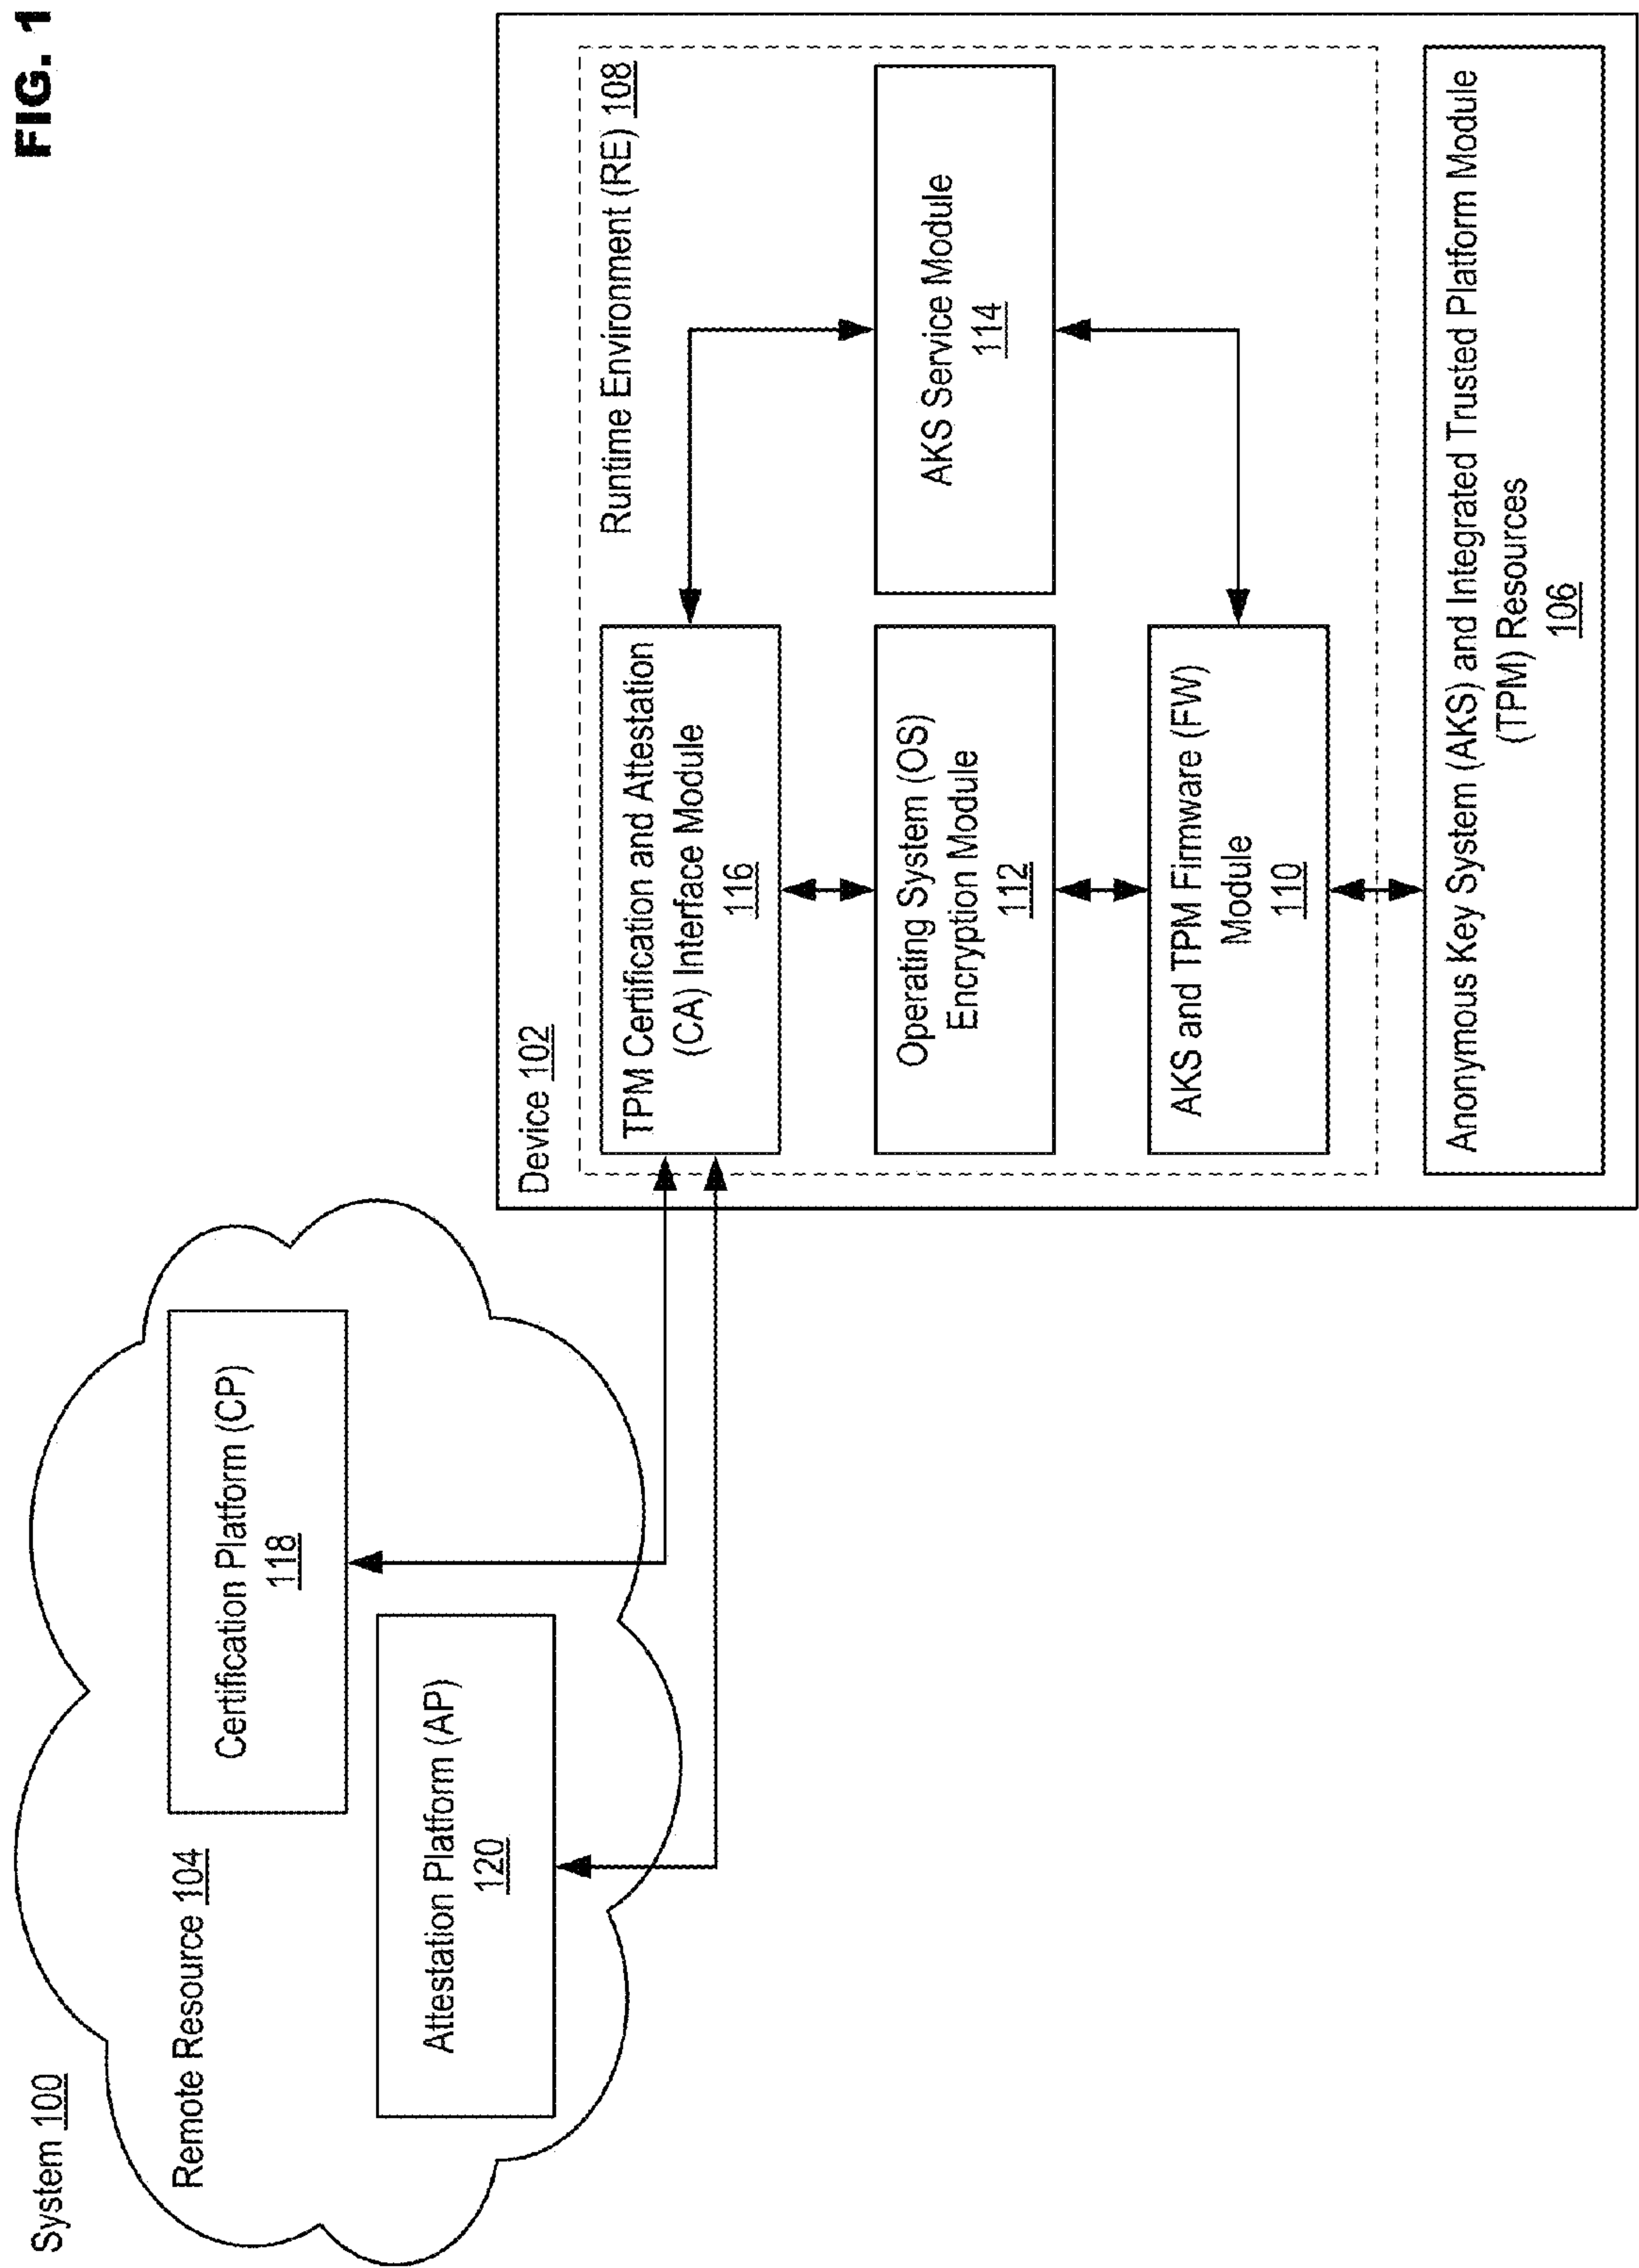 FIG. 1
System 100
Remote Resource 104
Certification Platform (CP)
118
Attestation Platform (AP)
120
Device 102
Runtime Environment (RE) 108
TPM Certification and Attestation
(CA) Interface Module
116
Operating System (OS)
Encryption Module
112
AKS Service Module
114
AKS and TPM Firmware (FW)
Module
110
Anonymous Key System (AKS) and Integrated Trusted Platform Module
(TPM) Resources
106